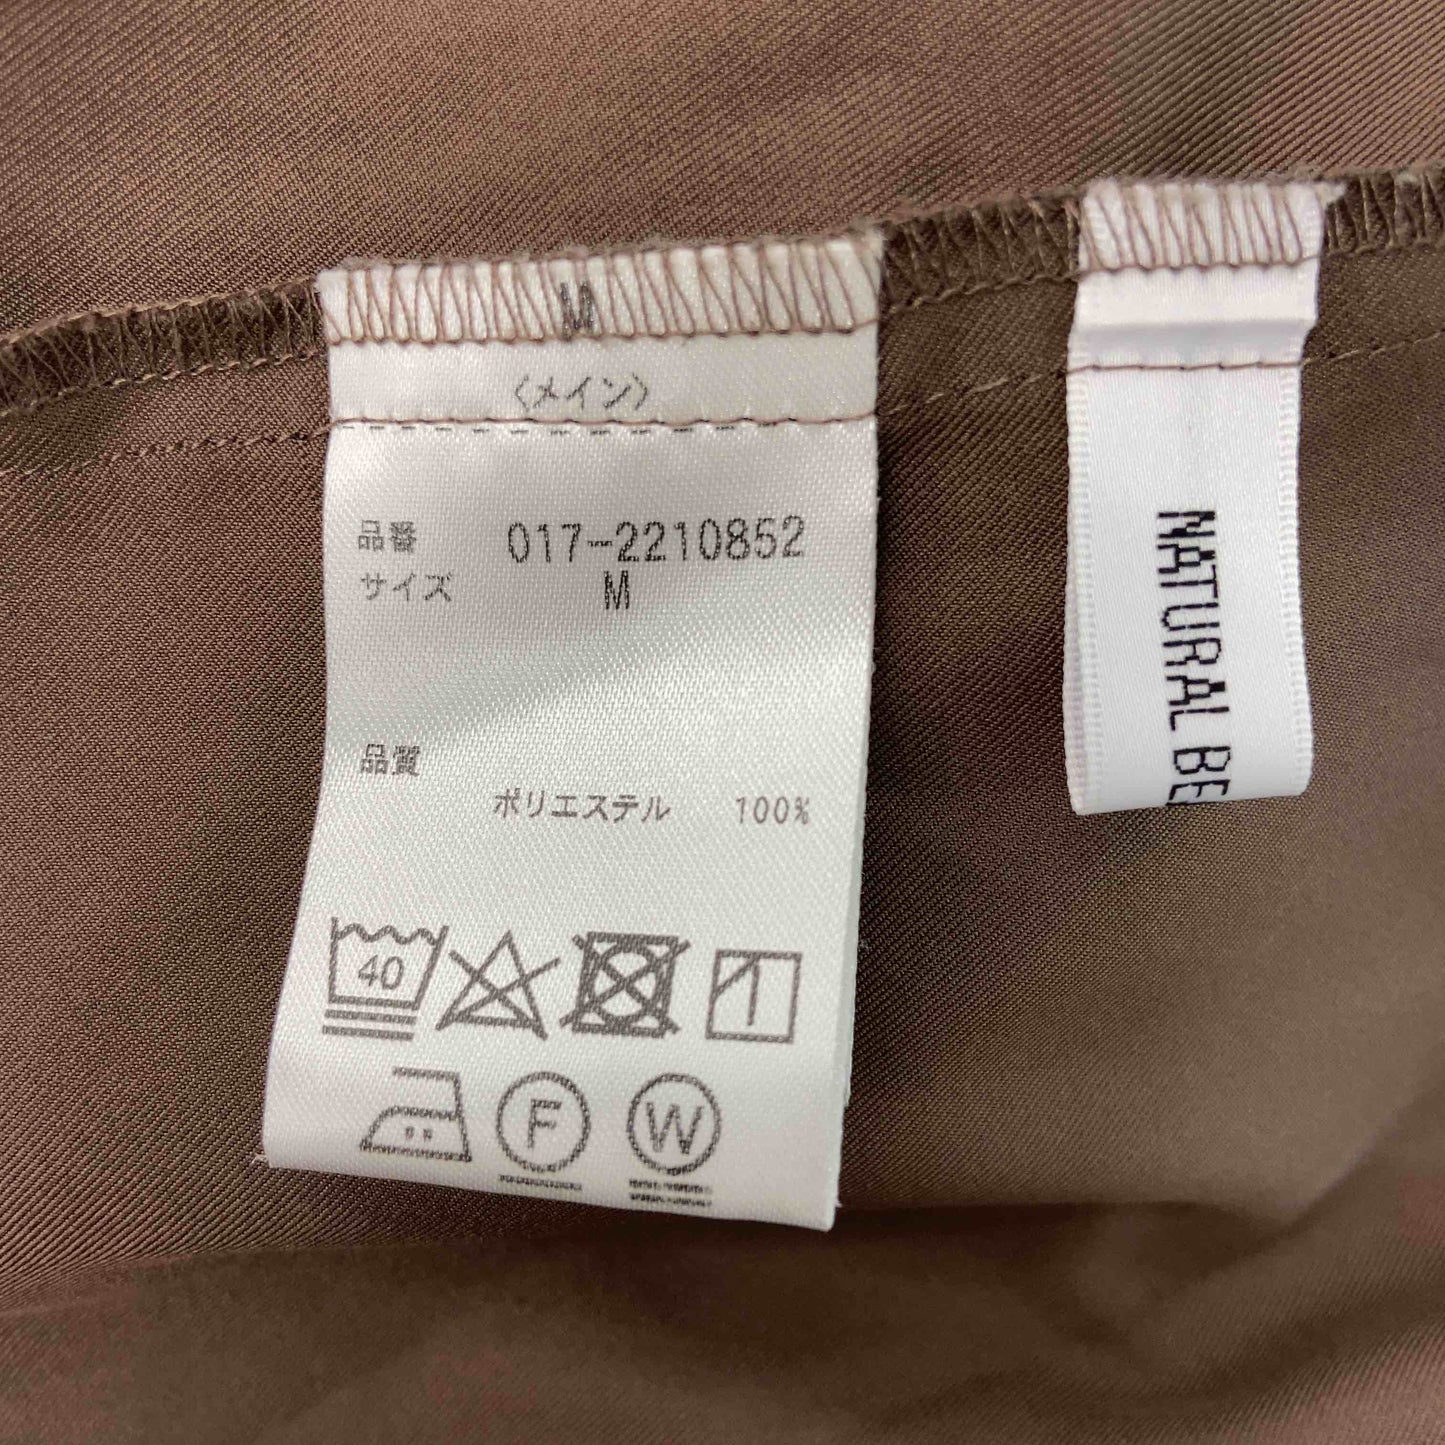 M
〈メイン〉
品番 017-2210852
サイズ M
品質
ポリエステル 100%
40
F
W
NATURAL BE